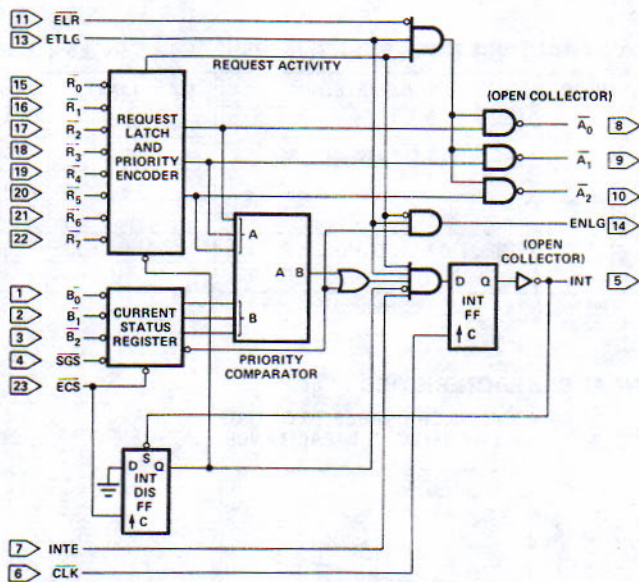 11 ELR
13 ETLG
REQUEST ACTIVITY
15 R0
16 R1
17 R2
18 R3
19 R4
20 R5
21 R6
22 R7
REQUEST
LATCH
AND
PRIORITY
ENCODER
(OPEN COLLECTOR)
A0 8
A1 9
A2 10
ENLG 14
A
B
A B
PRIORITY
COMPARATOR
(OPEN
COLLECTOR)
D Q
INT
FF
C
INT 5
1 B0
2 B1
3 B2
4 SGS
23 ECS
CURRENT
STATUS
REGISTER
S
D Q
INT
DIS
FF
C
7 INTE
6 CLK